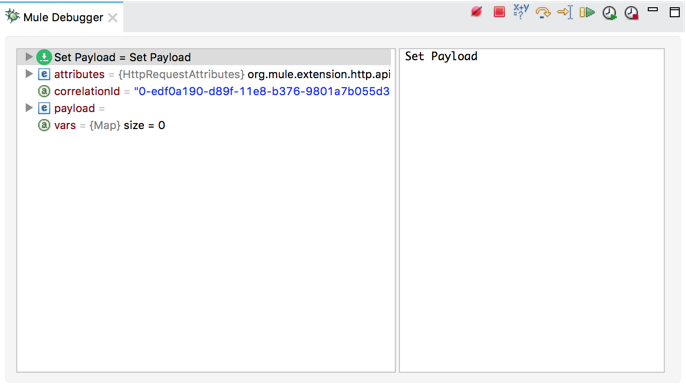 Mule Debugger
x+y
=?
Set Payload = Set Payload
Set Payload
e attributes = {HttpRequestAttributes} org.mule.extension.http.api
a correlationId = "0-edf0a190-d89f-11e8-b376-9801a7b055d3
e payload =
a vars = {Map} size = 0